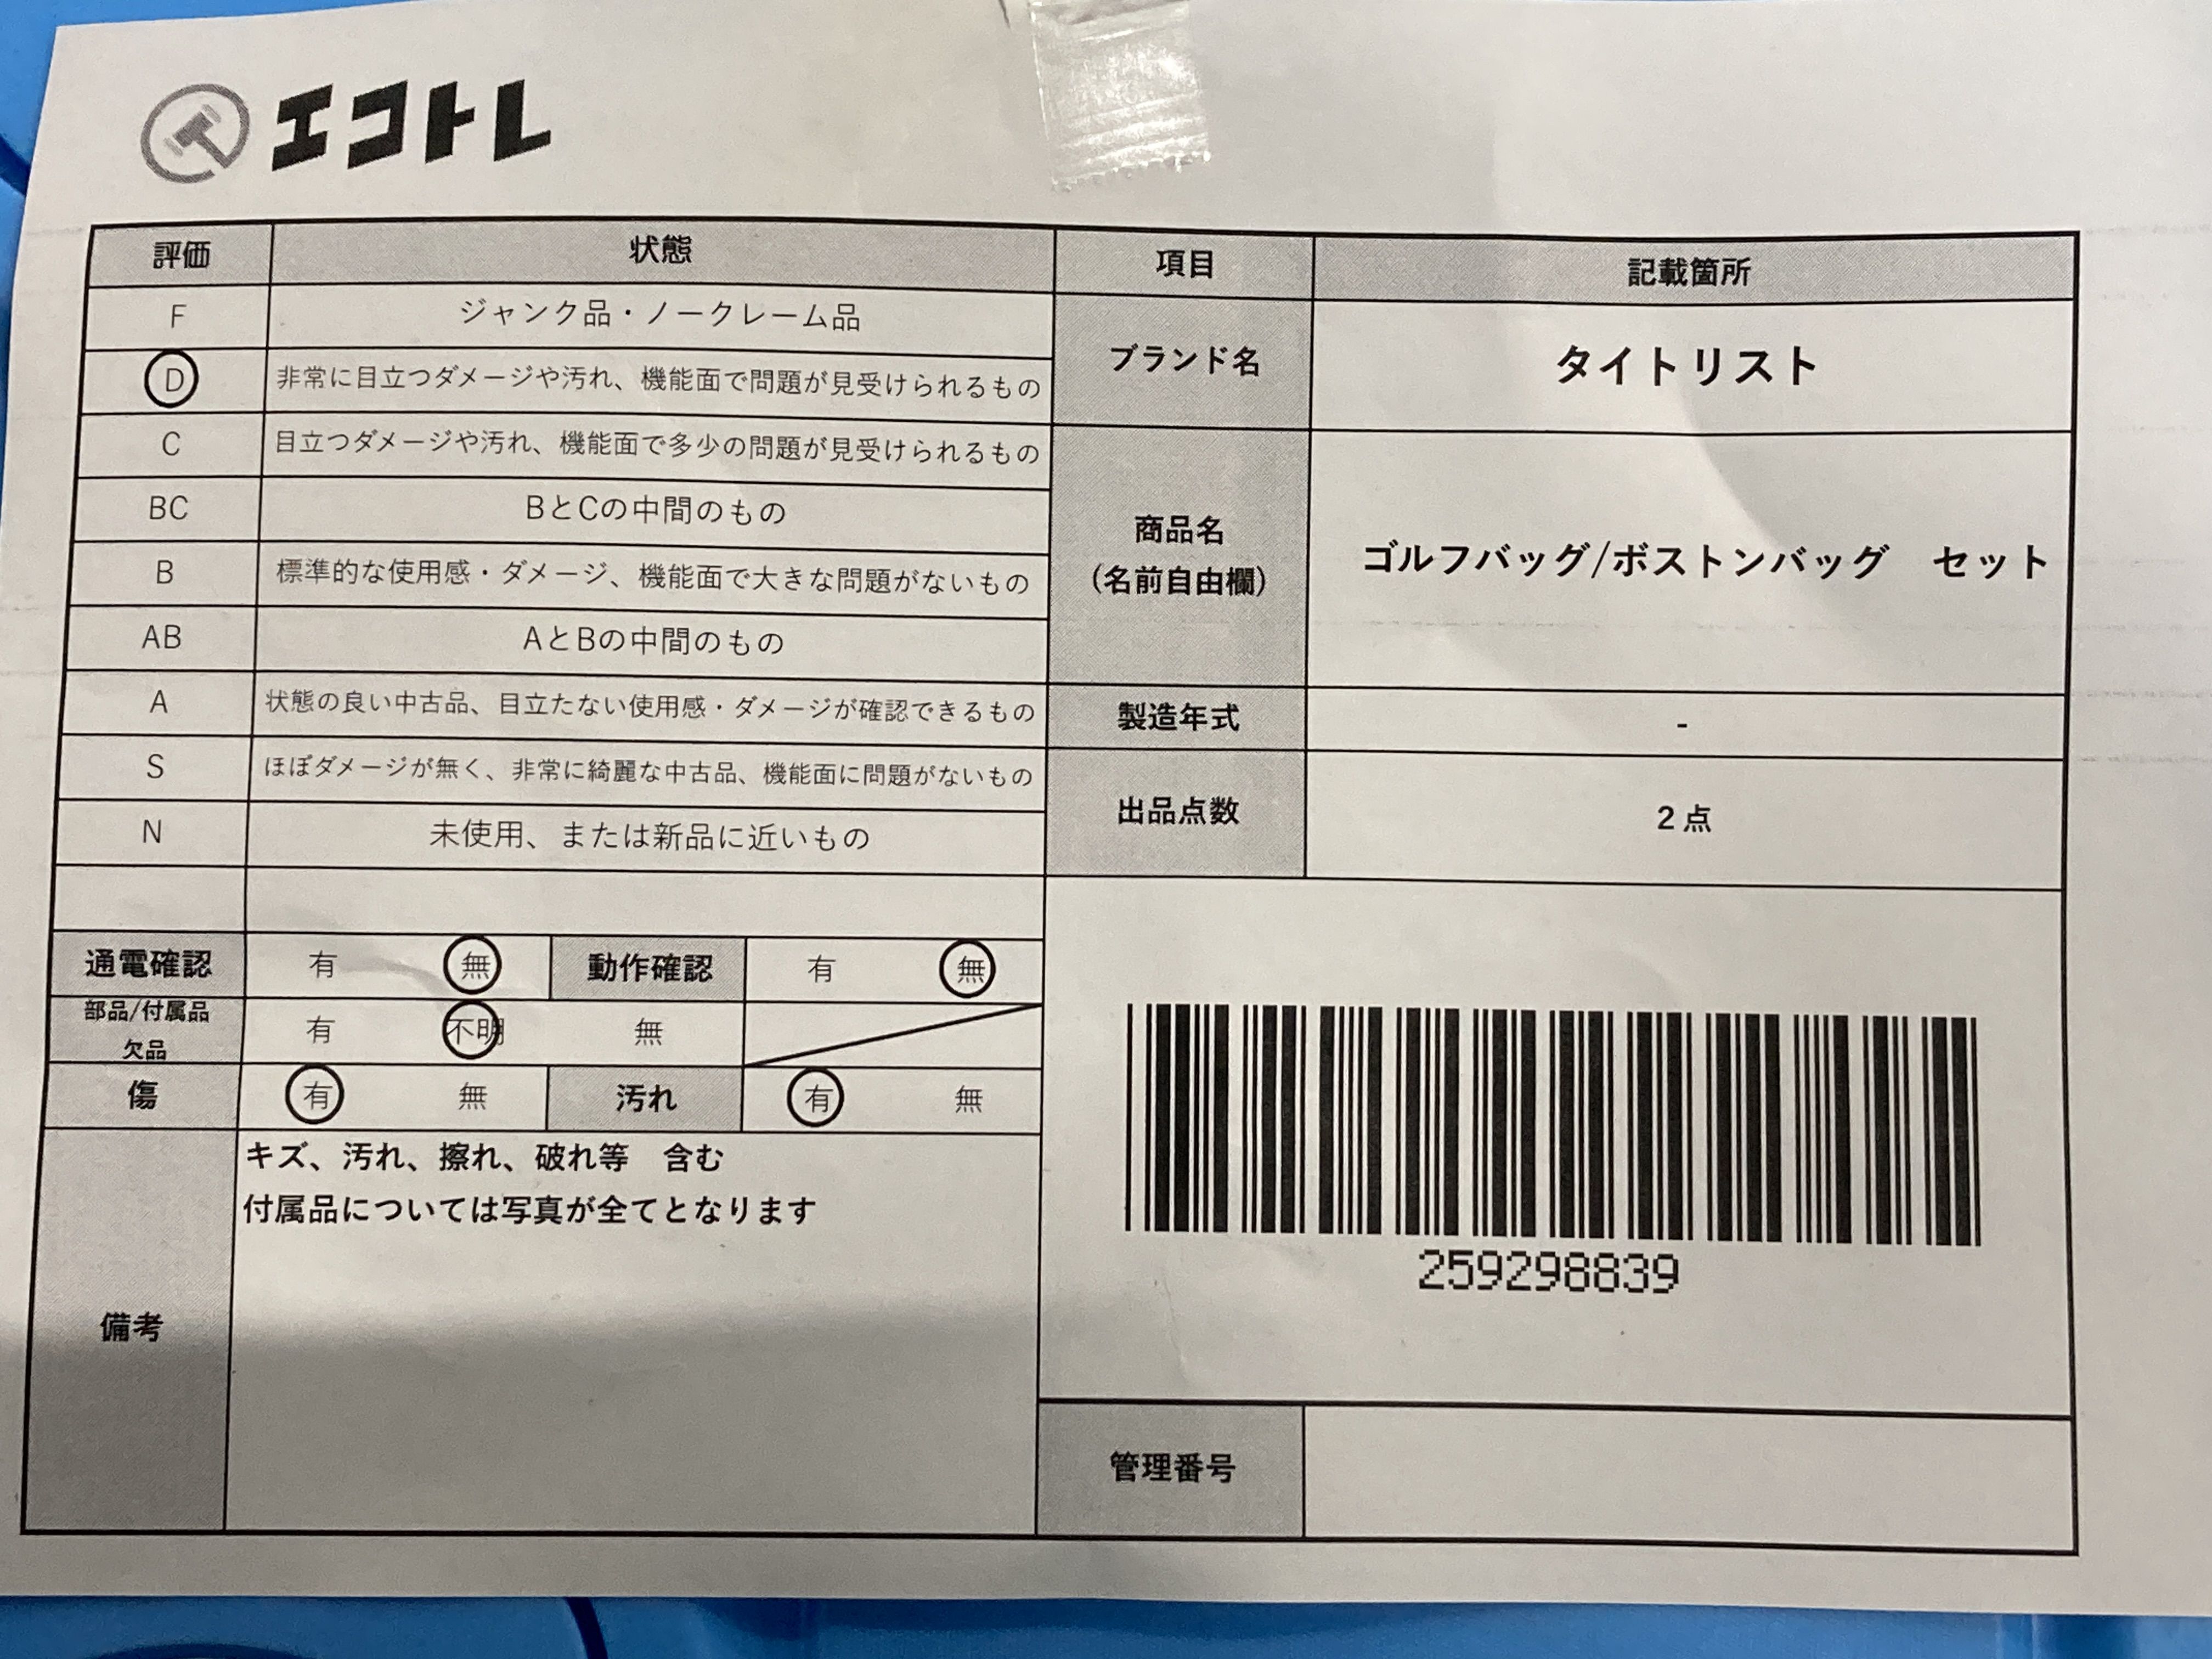 エコトレ
評価 状態 項目 記載箇所
F ジャンク品・ノークレーム品
D 非常に目立つダメージや汚れ、機能面で問題が見受けられるもの
ブランド名 タイトリスト
C 目立つダメージや汚れ、機能面で多少の問題が見受けられるもの
BC BとCの中間のもの
B 標準的な使用感・ダメージ、機能面で大きな問題がないもの
商品名
(名前自由欄)
ゴルフバッグ/ボストンバッグ　セット
AB AとBの中間のもの
A 状態の良い中古品、目立たない使用感・ダメージが確認できるもの
製造年式 -
S ほぼダメージが無く、非常に綺麗な中古品、機能面に問題がないもの
N 未使用、または新品に近いもの
出品点数 2点
通電確認 有 無 動作確認 有 無
部品/付属品
欠品
有 不明 無
傷 有 無 汚れ 有 無
備考
キズ、汚れ、擦れ、破れ等　含む
付属品については写真が全てとなります
259298839
管理番号